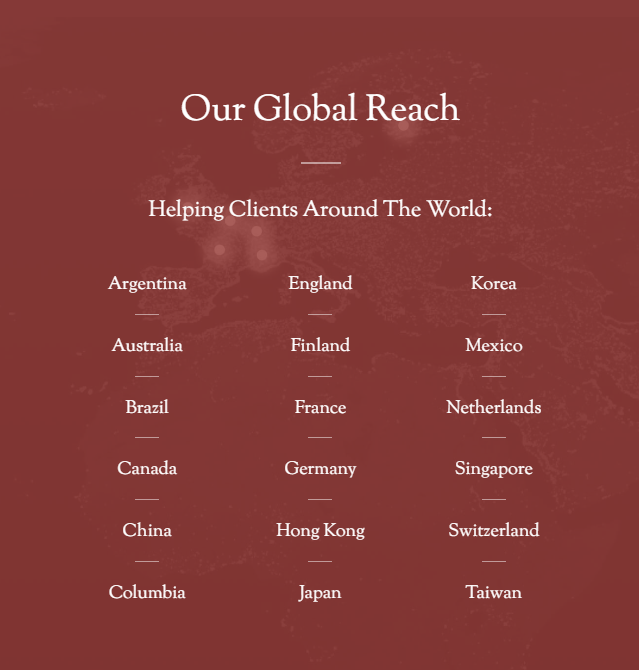 Our Global Reach
Helping Clients Around The World:
Argentina
Australia
Brazil
Canada
China
Columbia
England
Finland
France
Germany
Hong Kong
Japan
Korea
Mexico
Netherlands
Singapore
Switzerland
Taiwan